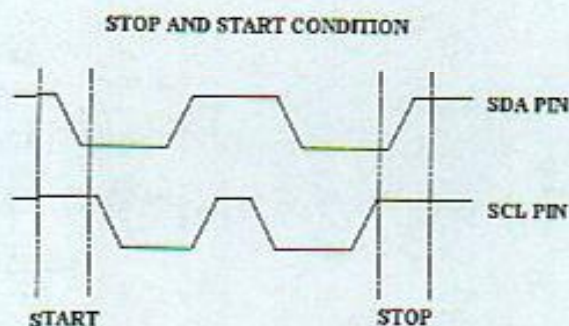 STOP AND START CONDITION
SDA PIN
SCL PIN
START
STOP